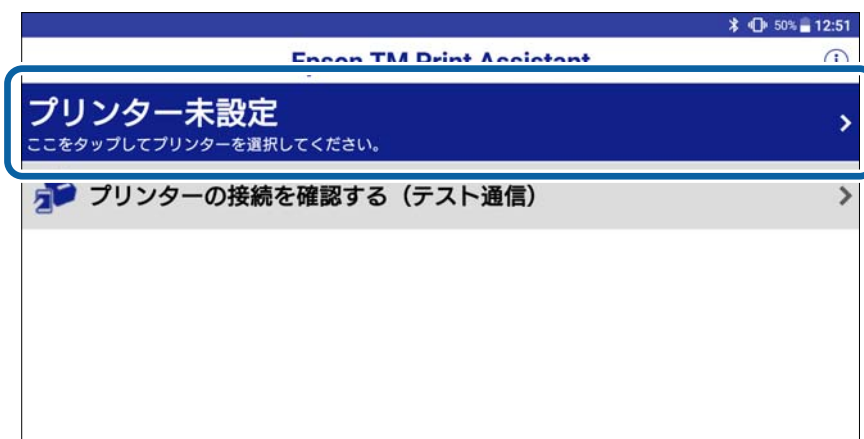 50% 12:51
Epson TM Print Assistant
プリンター未設定
ここをタップしてプリンターを選択してください。
プリンターの接続を確認する（テスト通信）